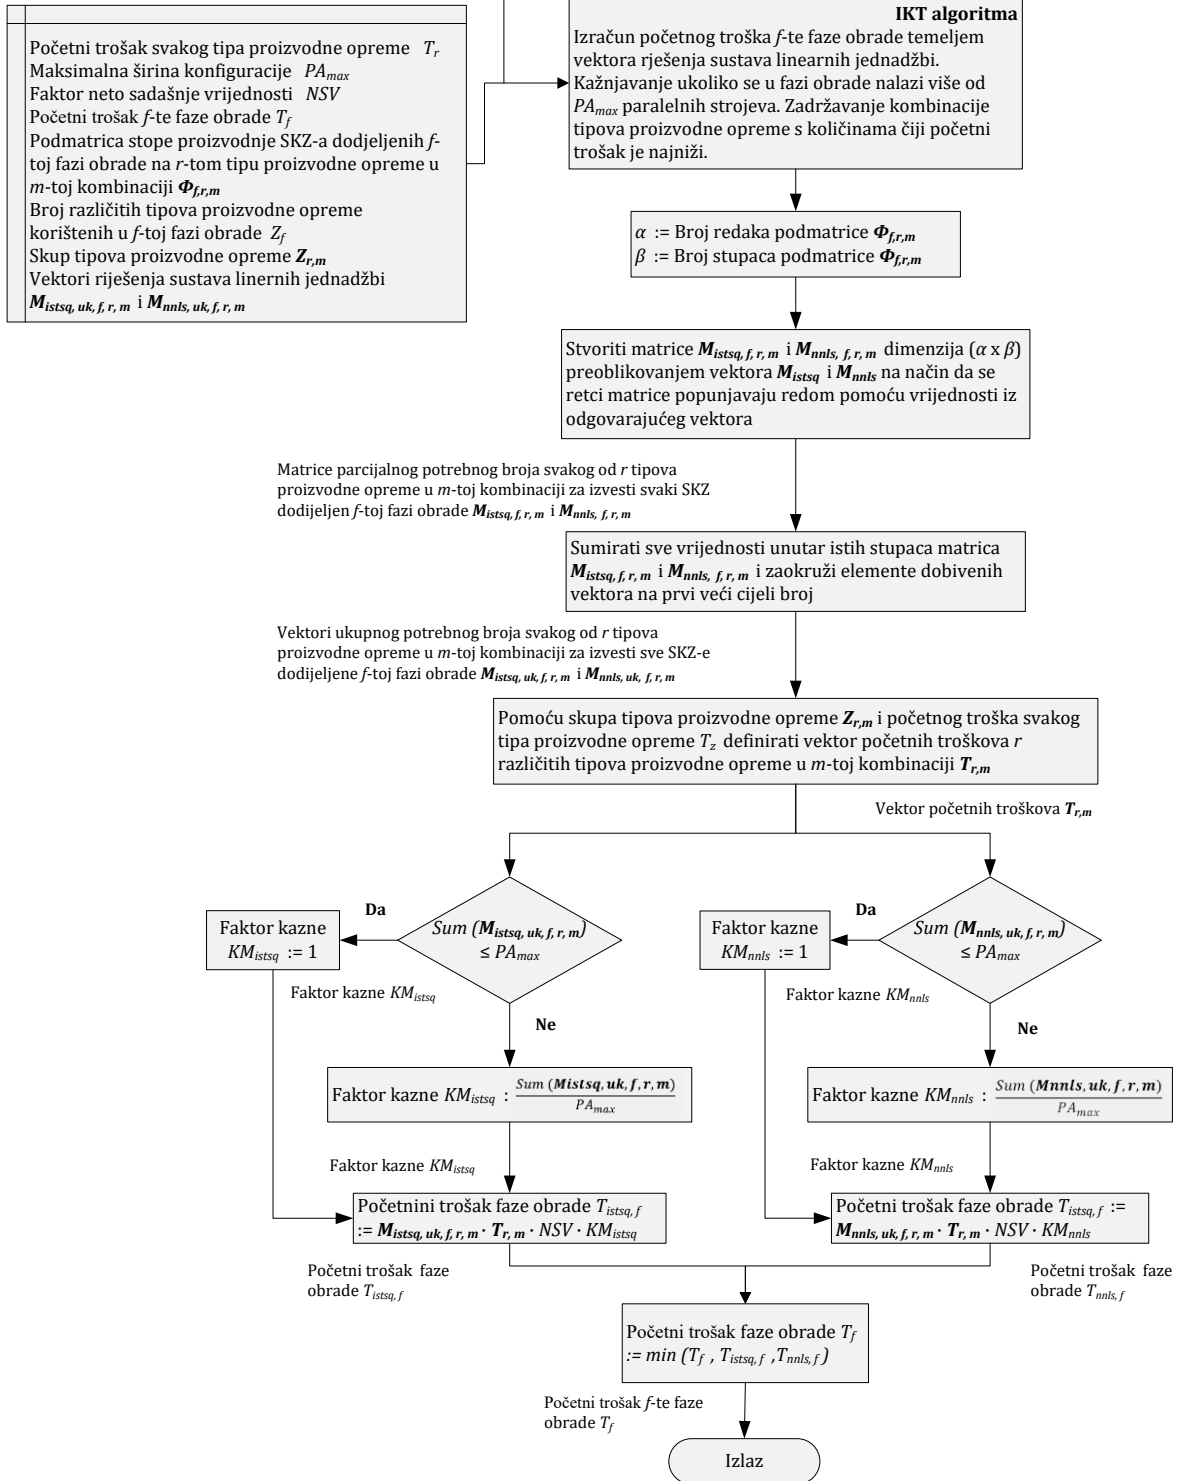 Početni trošak svakog tipa proizvodne opreme T_r
Maksimalna širina konfiguracije PA_max
Faktor neto sadašnje vrijednosti NSV
Početni trošak f-te faze obrade T_f
Podmatrica stope proizvodnje SKZ-a dodjeljenih f-
toj fazi obrade na r-tom tipu proizvodne opreme u
m-toj kombinaciji Φ_f,r,m
Broj različitih tipova proizvodne opreme
korištenih u f-toj fazi obrade Z_f
Skup tipova proizvodne opreme Z_r,m
Vektori riješenja sustava linernih jednadžbi
M_istsq, uk, f, r, m i M_nnls, uk, f, r, m
IKT algoritma
Izračun početnog troška f-te faze obrade temeljem
vektora rješenja sustava linearnih jednadžbi.
Kažnjavanje ukoliko se u fazi obrade nalazi više od
PA_max paralelnih strojeva. Zadržavanje kombinacije
tipova proizvodne opreme s količinama čiji početni
trošak je najniži.
α := Broj redaka podmatrice Φ_f,r,m
β := Broj stupaca podmatrice Φ_f,r,m
Stvoriti matrice M_istsq, f, r, m i M_nnls, f, r, m dimenzija (α x β)
preoblikovanjem vektora M_istsq i M_nnls na način da se
retci matrice popunjavaju redom pomoću vrijednosti iz
odgovarajućeg vektora
Matrice parcijalnog potrebnog broja svakog od r tipova
proizvodne opreme u m-toj kombinaciji za izvesti svaki SKZ
dodijeljen f-toj fazi obrade M_istsq, f, r, m i M_nnls, f, r, m
Sumirati sve vrijednosti unutar istih stupaca matrica
M_istsq, f, r, m i M_nnls, f, r, m i zaokruži elemente dobivenih
vektora na prvi veći cijeli broj
Vektori ukupnog potrebnog broja svakog od r tipova
proizvodne opreme u m-toj kombinaciji za izvesti sve SKZ-e
dodijeljene f-toj fazi obrade M_istsq, uk, f, r, m i M_nnls, uk, f, r, m
Pomoću skupa tipova proizvodne opreme Z_r,m i početnog troška svakog
tipa proizvodne opreme T_z definirati vektor početnih troškova r
različitih tipova proizvodne opreme u m-toj kombinaciji T_r,m
Vektor početnih troškova T_r,m
Da
Sum (M_istsq, uk, f, r, m)
≤ PA_max
Faktor kazne
KM_istsq := 1
Faktor kazne KM_istsq
Ne
Faktor kazne KM_istsq : Sum (Mistsq, uk, f, r, m) / PA_max
Faktor kazne KM_istsq
Početnini trošak faze obrade T_istsq, f
:= M_istsq, uk, f, r, m · T_r, m · NSV · KM_istsq
Početni trošak faze
obrade T_istsq, f
Da
Sum (M_nnls, uk, f, r, m)
≤ PA_max
Faktor kazne
KM_nnls := 1
Faktor kazne KM_nnls
Ne
Faktor kazne KM_nnls : Sum (Mnnls, uk, f, r, m) / PA_max
Faktor kazne KM_nnls
Početni trošak faze obrade T_istsq, f :=
M_nnls, uk, f, r, m · T_r, m · NSV · KM_nnls
Početni trošak faze
obrade T_nnls, f
Početni trošak faze obrade T_f
:= min (T_f , T_istsq, f ,T_nnls, f )
Početni trošak f-te faze
obrade T_f
Izlaz